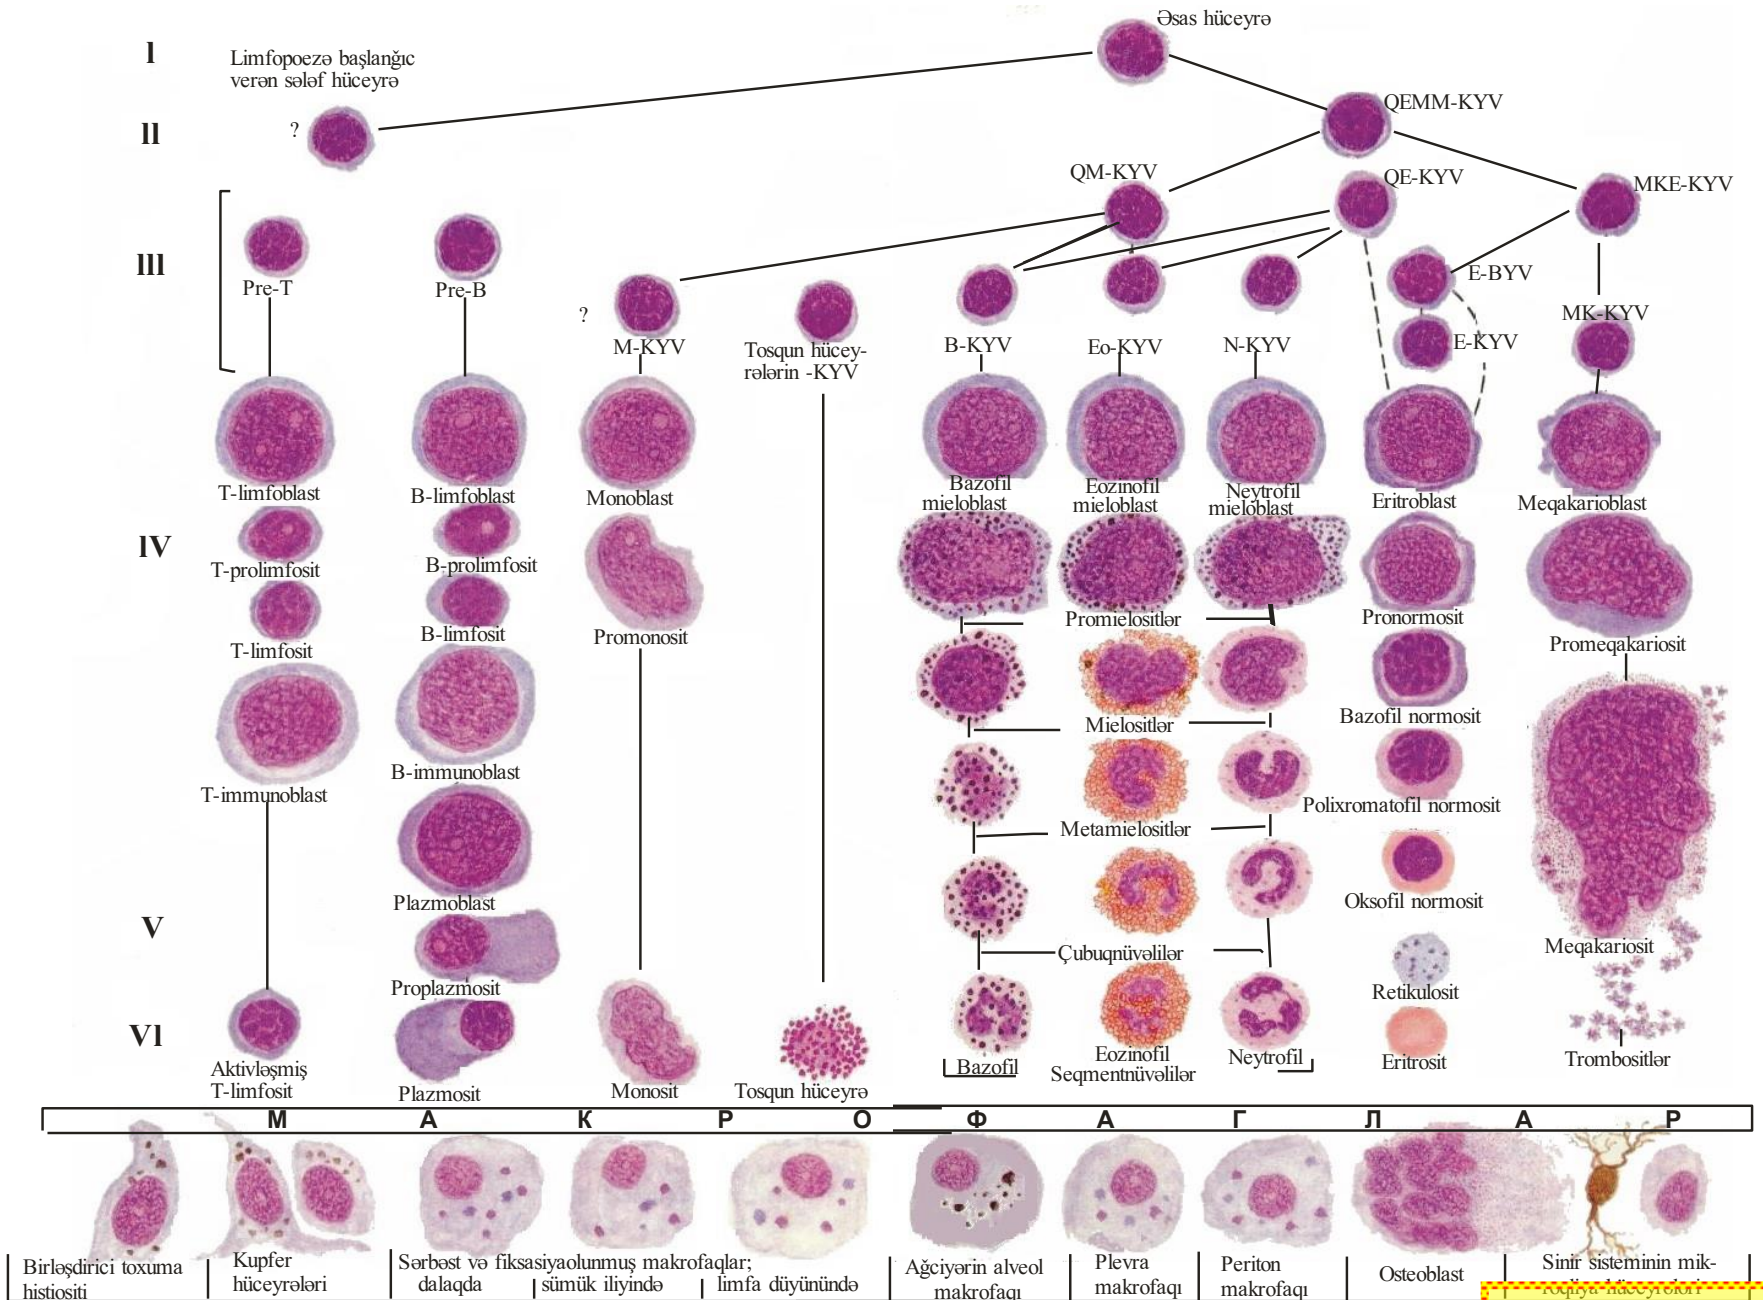 Əsas hüceyrə
I
Limfopoezə başlanğıc
verən sələf hüceyrə
QEMM-KYV
II
?
QM-KYV
QE-KYV
MKE-KYV
III
Pre-T
Pre-B
E-BYV
?
MK-KYV
M-KYV
Tosqun hücey-
rələrin -KYV
B-KYV
Eo-KYV
N-KYV
E-KYV
T-limfoblast
B-limfoblast
Monoblast
Bazofil
mieloblast
Eozinofil
mieloblast
Neytrofil
mieloblast
Eritroblast
Meqakarioblast
IV
T-prolimfosit
B-prolimfosit
T-limfosit
B-limfosit
Promonosit
Promielositlər
Pronormosit
Promeqakariosit
Mielositlər
Bazofil normosit
T-immunoblast
B-immunoblast
Metamielositlər
Polixromatofil normosit
Plazmoblast
Oksofil normosit
V
Çubuqnüvəlilər
Meqakariosit
Proplazmosit
Retikulosit
VI
Aktivləşmiş
T-limfosit
Plazmosit
Monosit
Tosqun hüceyrə
Bazofil
Eozinofil
Seqmentnüvəlilər
Neytrofil
Eritrosit
Trombositlər
М А К Р О Ф А Г Л А Р
Birləşdirici toxuma
histiositi
Kupfer
hüceyrələri
Sərbəst və fiksasiyaolunmuş makrofaqlar;
dalaqda
sümük iliyində
limfa düyünündə
Ağciyərin alveol
makrofaqı
Plevra
makrofaqı
Periton
makrofaqı
Osteoblast
Sinir sisteminin mik-
roqliya hüceyrələri